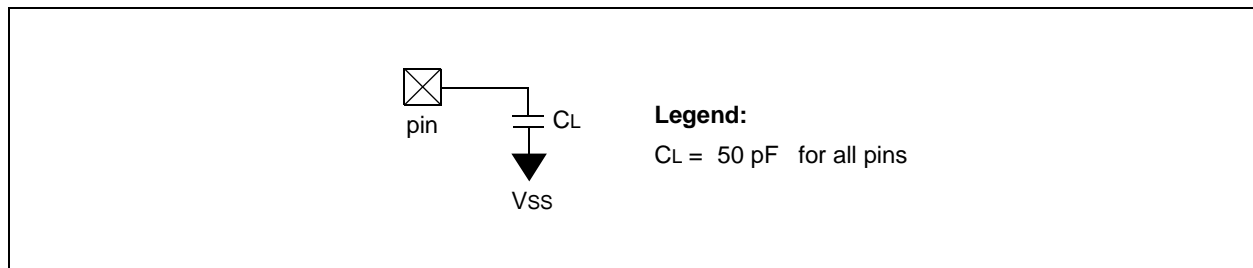 pin
CL
VSS
Legend:
CL = 50 pF for all pins